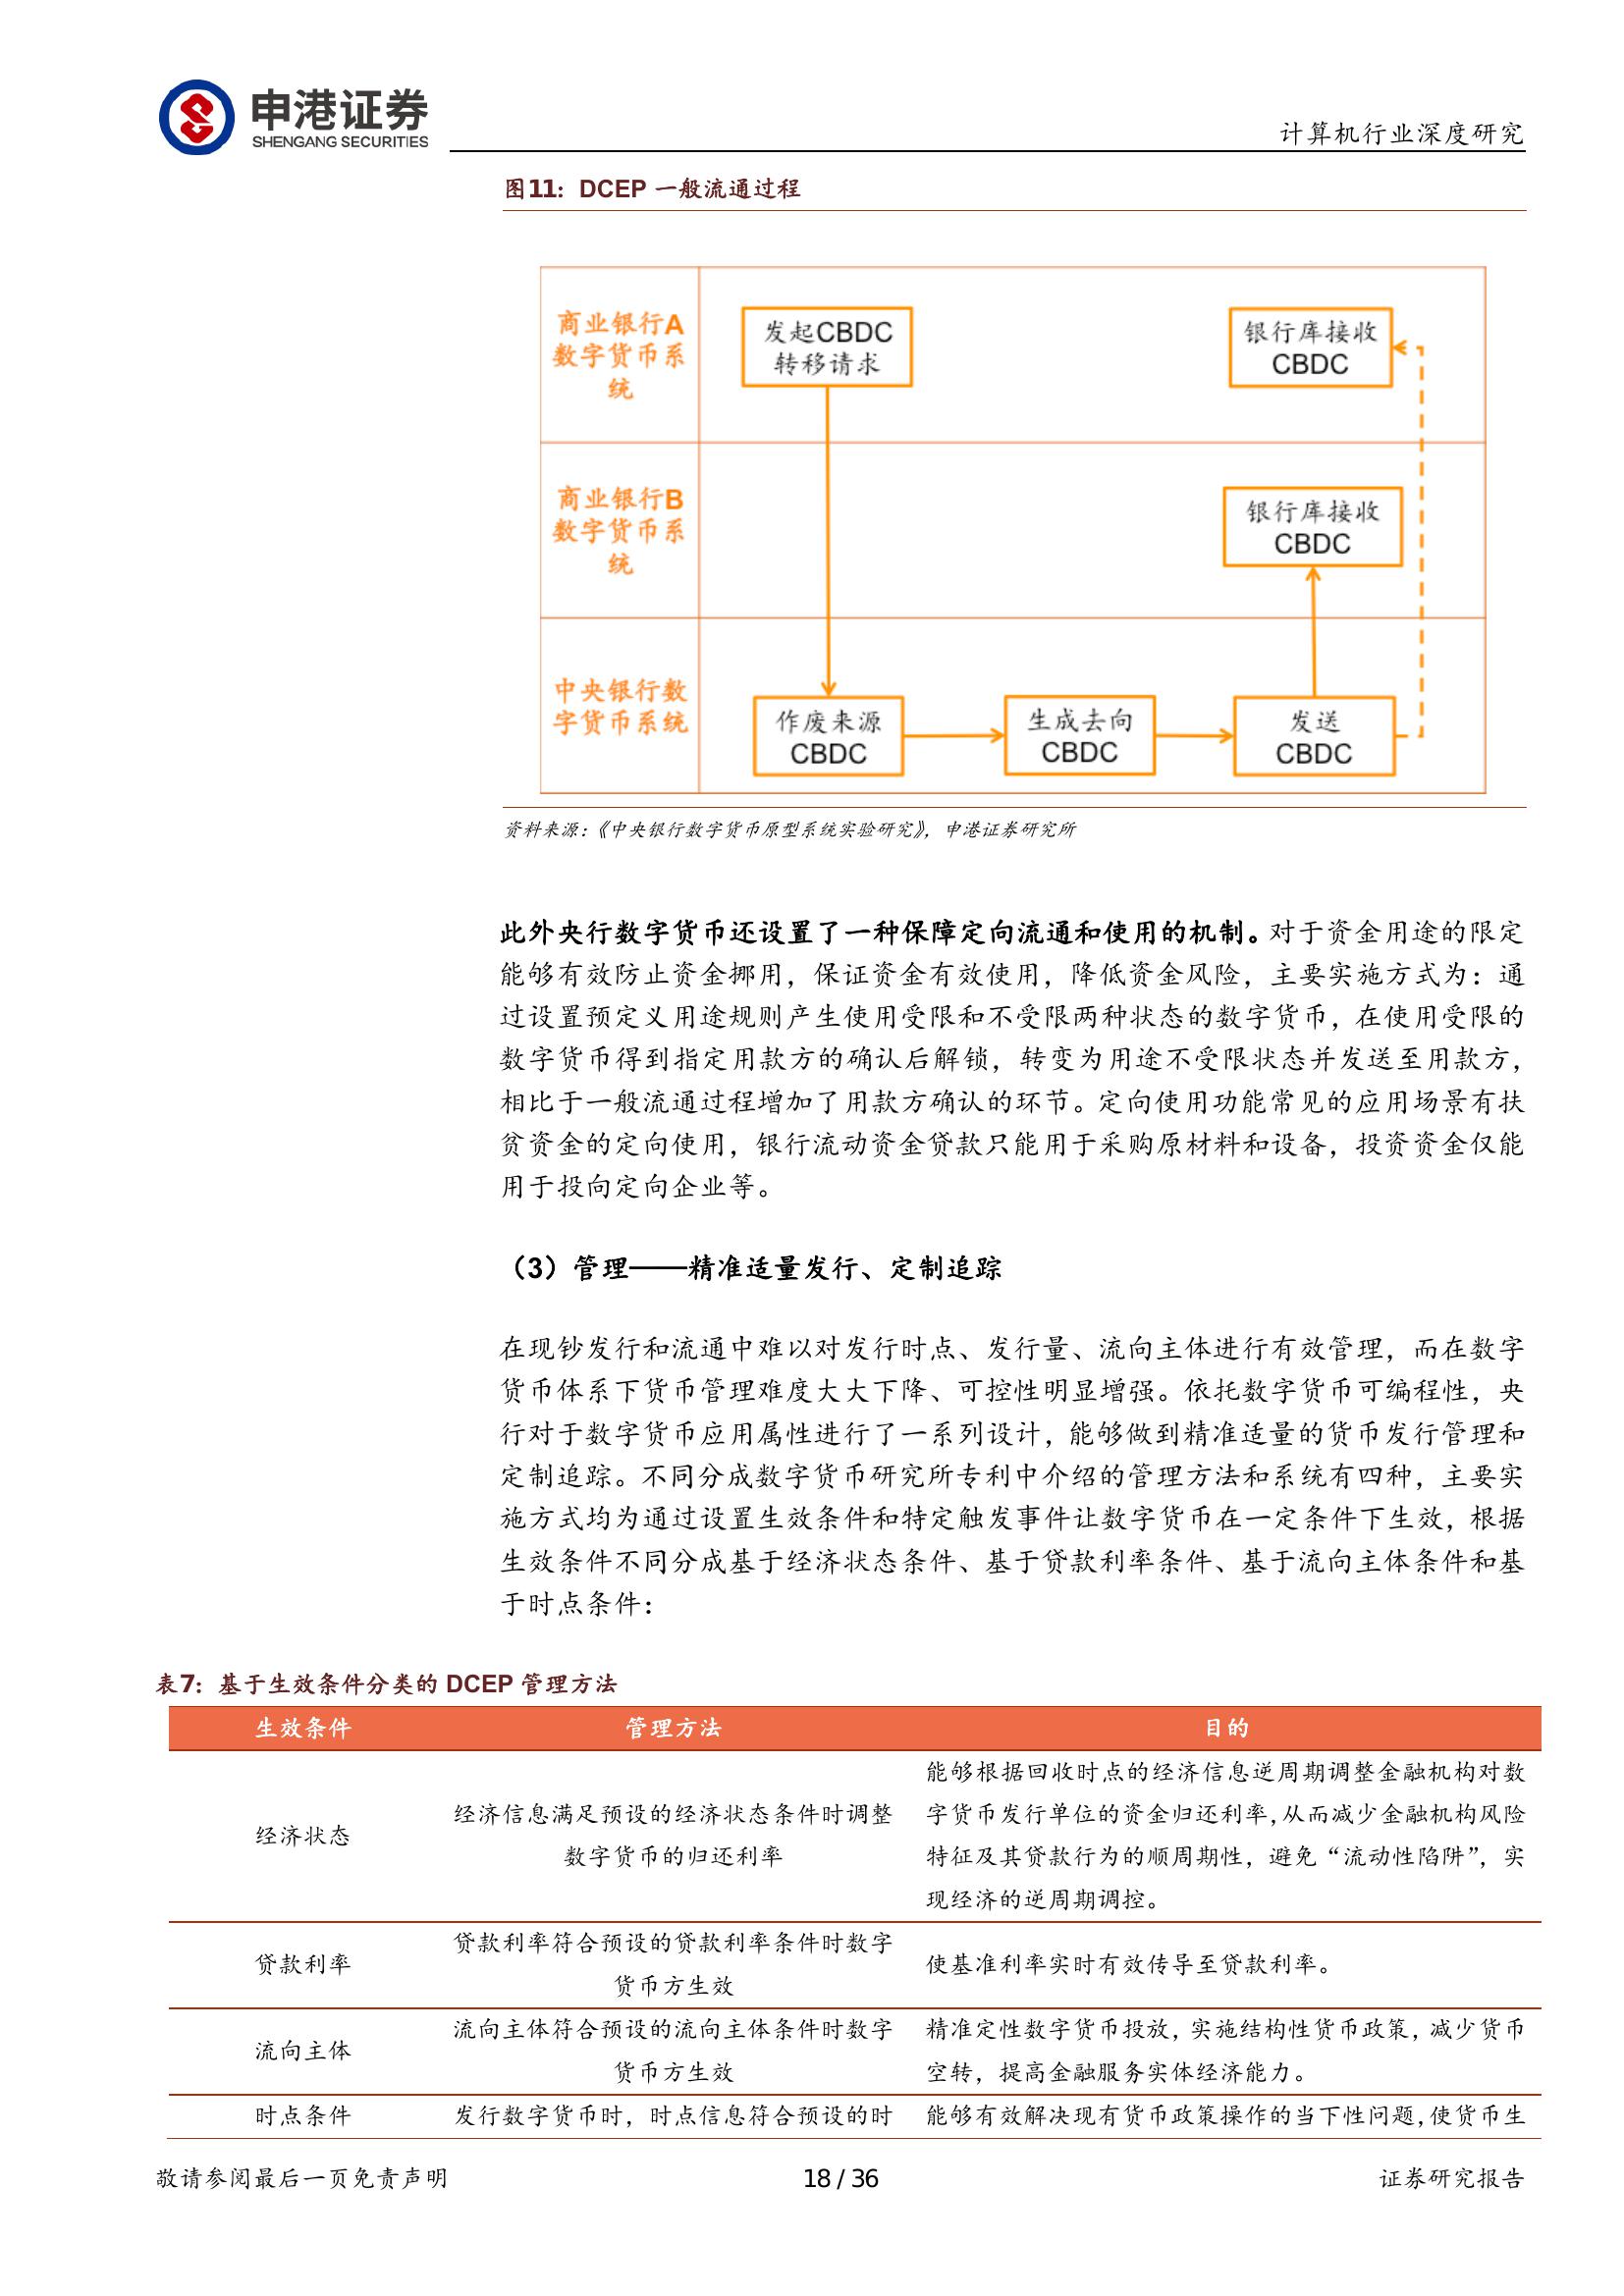 申港证券
SHENGANG SECURITIES
计算机行业深度研究
图11：DCEP 一般流通过程
商业银行A
数字货币系
统
发起CBDC
转移请求
银行库接收
CBDC
商业银行B
数字货币系
统
银行库接收
CBDC
中央银行数
字货币系统
作废来源
CBDC
生成去向
CBDC
发送
CBDC
资料来源：《中央银行数字货币原型系统实验研究》，申港证券研究所
此外央行数字货币还设置了一种保障定向流通和使用的机制。对于资金用途的限定
能够有效防止资金挪用，保证资金有效使用，降低资金风险，主要实施方式为：通
过设置预定义用途规则产生使用受限和不受限两种状态的数字货币，在使用受限的
数字货币得到指定用款方的确认后解锁，转变为用途不受限状态并发送至用款方，
相比于一般流通过程增加了用款方确认的环节。定向使用功能常见的应用场景有扶
贫资金的定向使用，银行流动资金贷款只能用于采购原材料和设备，投资资金仅能
用于投向定向企业等。
（3）管理——精准适量发行、定制追踪
在现钞发行和流通中难以对发行时点、发行量、流向主体进行有效管理，而在数字
货币体系下货币管理难度大大下降、可控性明显增强。依托数字货币可编程性，央
行对于数字货币应用属性进行了一系列设计，能够做到精准适量的货币发行管理和
定制追踪。不同分成数字货币研究所专利中介绍的管理方法和系统有四种，主要实
施方式均为通过设置生效条件和特定触发事件让数字货币在一定条件下生效，根据
生效条件不同分成基于经济状态条件、基于贷款利率条件、基于流向主体条件和基
于时点条件：
表7：基于生效条件分类的 DCEP 管理方法
生效条件 管理方法 目的
经济状态
经济信息满足预设的经济状态条件时调整
数字货币的归还利率
能够根据回收时点的经济信息逆周期调整金融机构对数
字货币发行单位的资金归还利率，从而减少金融机构风险
特征及其贷款行为的顺周期性，避免“流动性陷阱”，实
现经济的逆周期调控。
贷款利率
贷款利率符合预设的贷款利率条件时数字
货币方生效
使基准利率实时有效传导至贷款利率。
流向主体
流向主体符合预设的流向主体条件时数字
货币方生效
精准定性数字货币投放，实施结构性货币政策，减少货币
空转，提高金融服务实体经济能力。
时点条件
发行数字货币时，时点信息符合预设的时
能够有效解决现有货币政策操作的当下性问题，使货币生
敬请参阅最后一页免责声明
18 / 36
证券研究报告